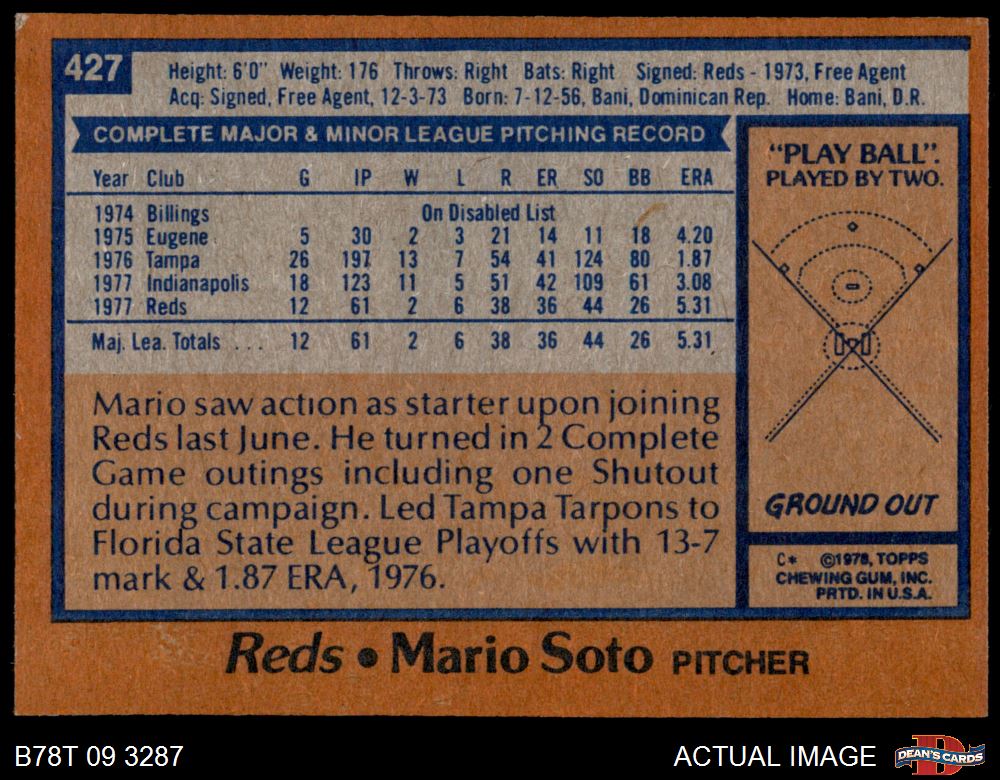 427
Height: 6'0" Weight: 176 Throws: Right Bats: Right Signed: Reds - 1973, Free Agent
Acq: Signed, Free Agent, 12-3-73 Born: 7-12-56, Bani, Dominican Rep. Home: Bani, D.R.
COMPLETE MAJOR & MINOR LEAGUE PITCHING RECORD
Year Club G IP W L R ER SO BB ERA
1974 Billings On Disabled List
1975 Eugene 5 30 2 3 21 14 11 18 4.20
1976 Tampa 26 197 13 7 54 41 124 80 1.87
1977 Indianapolis 18 123 11 5 51 42 109 61 3.08
1977 Reds 12 61 2 6 38 36 44 26 5.31
Maj. Lea. Totals . . . 12 61 2 6 38 36 44 26 5.31
Mario saw action as starter upon joining
Reds last June. He turned in 2 Complete
Game outings including one Shutout
during campaign. Led Tampa Tarpons to
Florida State League Playoffs with 13-7
mark & 1.87 ERA, 1976.
"PLAY BALL".
PLAYED BY TWO.
GROUND OUT
C* ©1978, TOPPS
CHEWING GUM, INC.
PRTD. IN U.S.A.
Reds • Mario Soto PITCHER
B78T 09 3287
ACTUAL IMAGE
DEAN'S CARDS